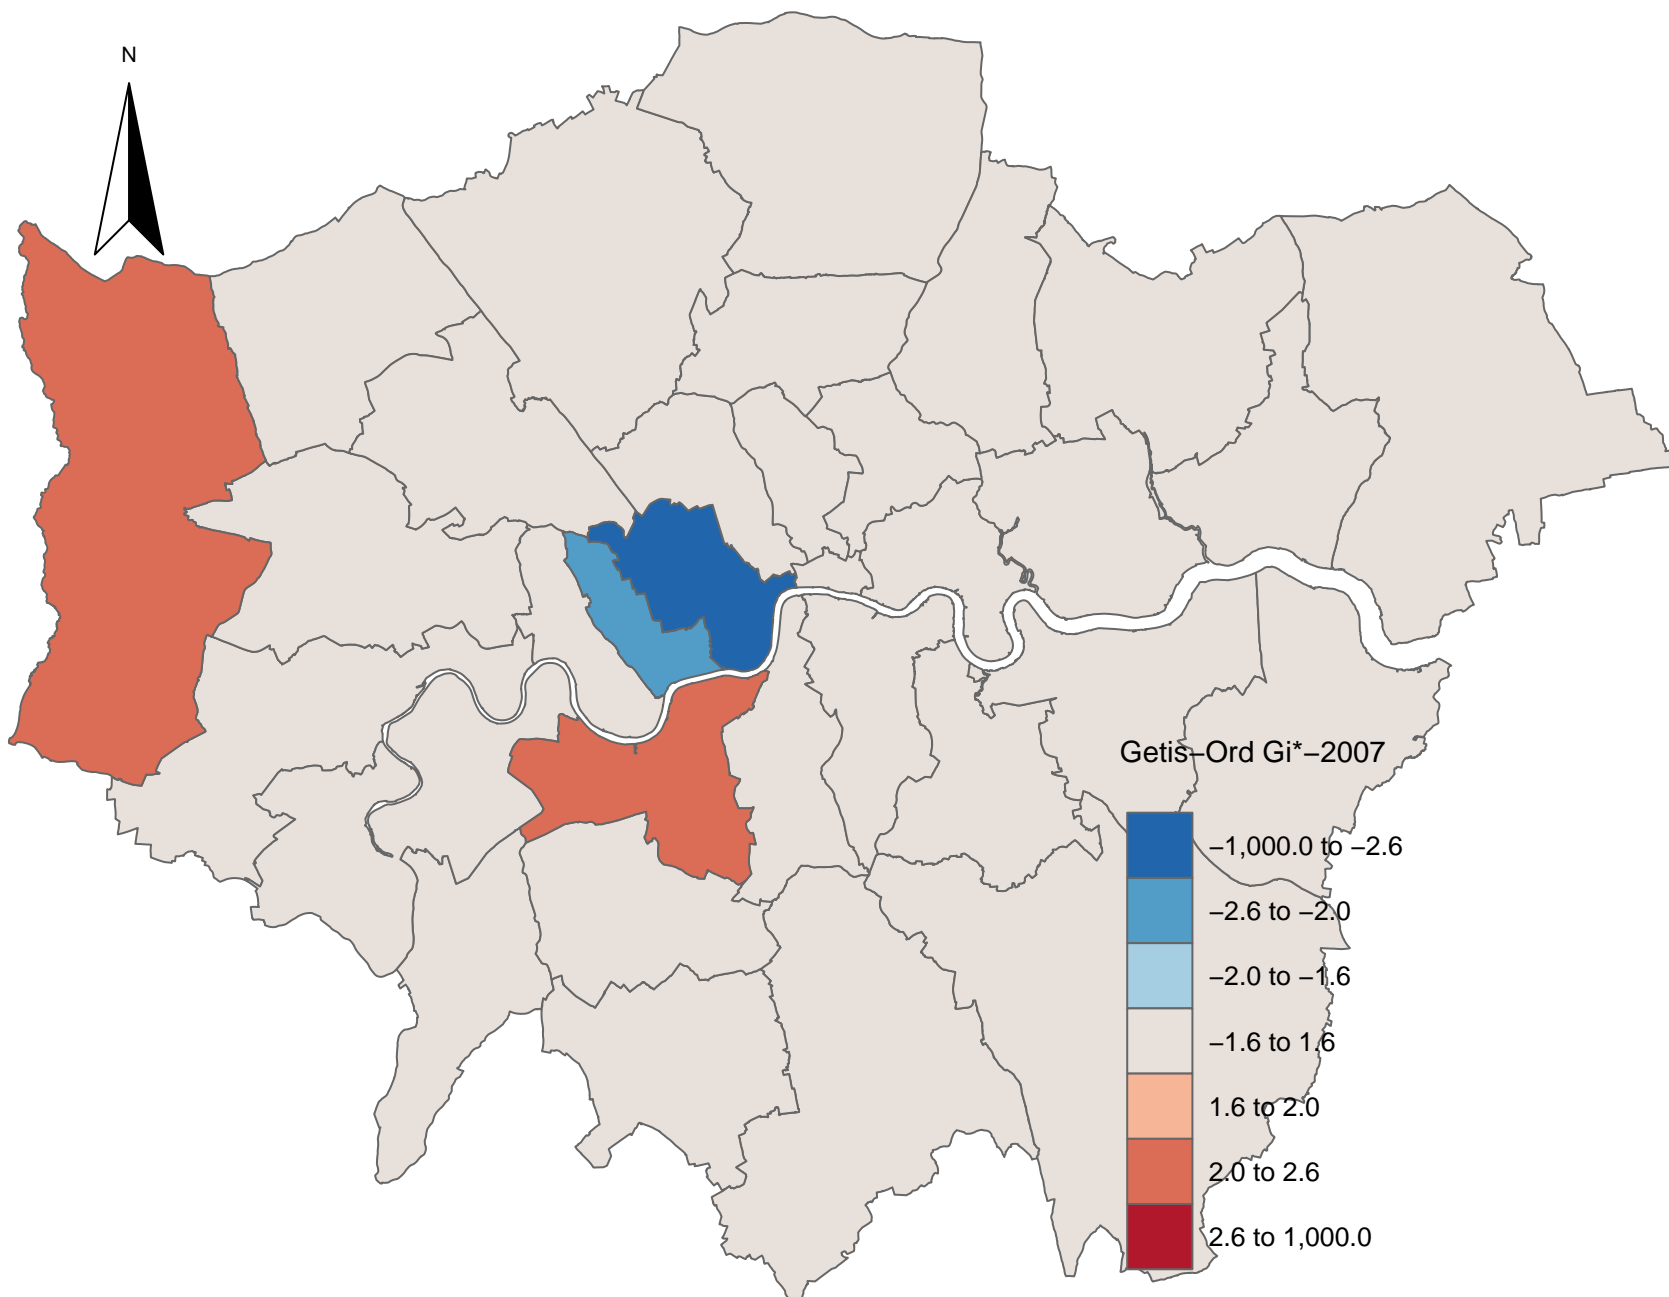 N
Getis–Ord Gi*–2007
–1,000.0 to –2.6
–2.6 to –2.0
–2.0 to –1.6
–1.6 to 1.6
1.6 to 2.0
2.0 to 2.6
2.6 to 1,000.0